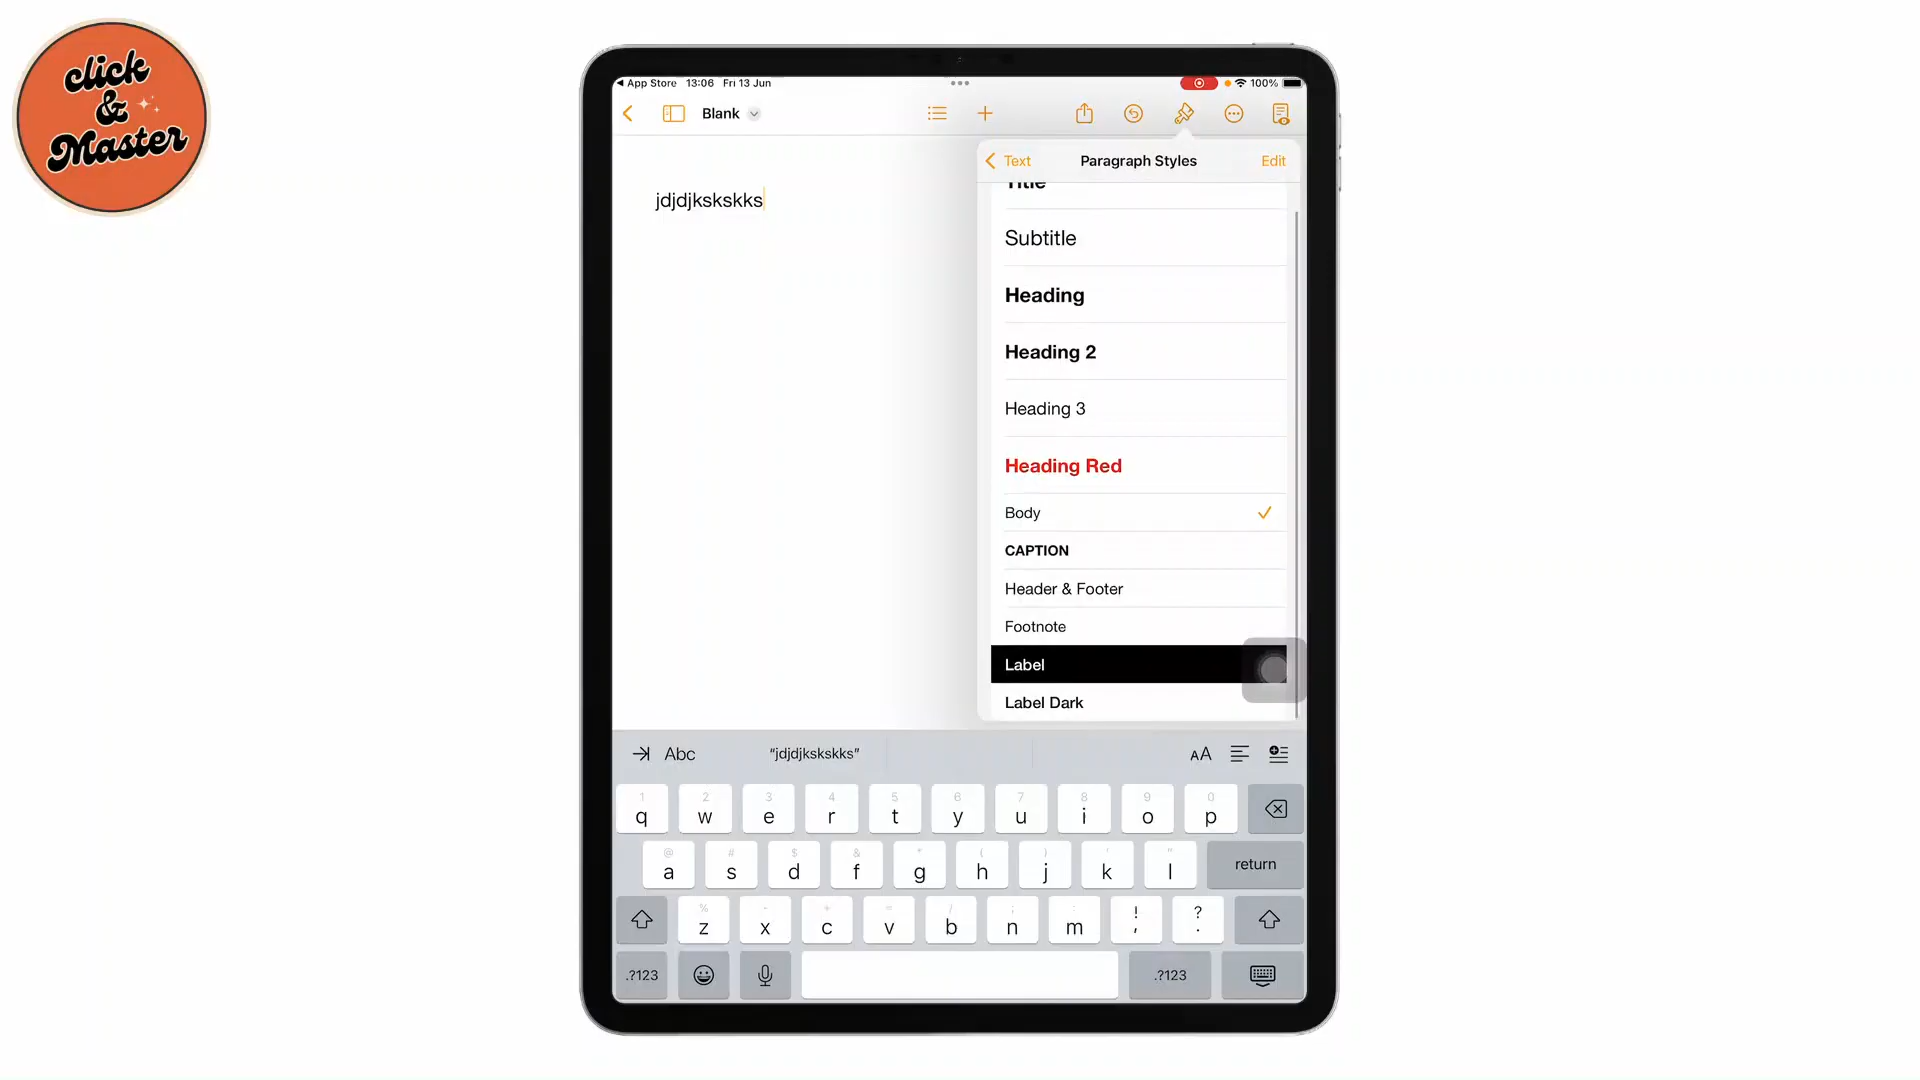 click
&
Master
App Store 13:06 Fri 13 Jun
100%
Blank
Text Paragraph Styles Edit
jdjdjkskskks
Title
Subtitle
Heading
Heading 2
Heading 3
Heading Red
Body
CAPTION
Header & Footer
Footnote
Label
Label Dark
Abc "jdjdjkskskks" AA
1 2 3 4 5 6 7 8 9 0
q w e r t y u i o p
@ # $ & * ( ) ' "
a s d f g h j k l return
% - + = / ; : ! ?
z x c v b n m , .
.?123 .?123